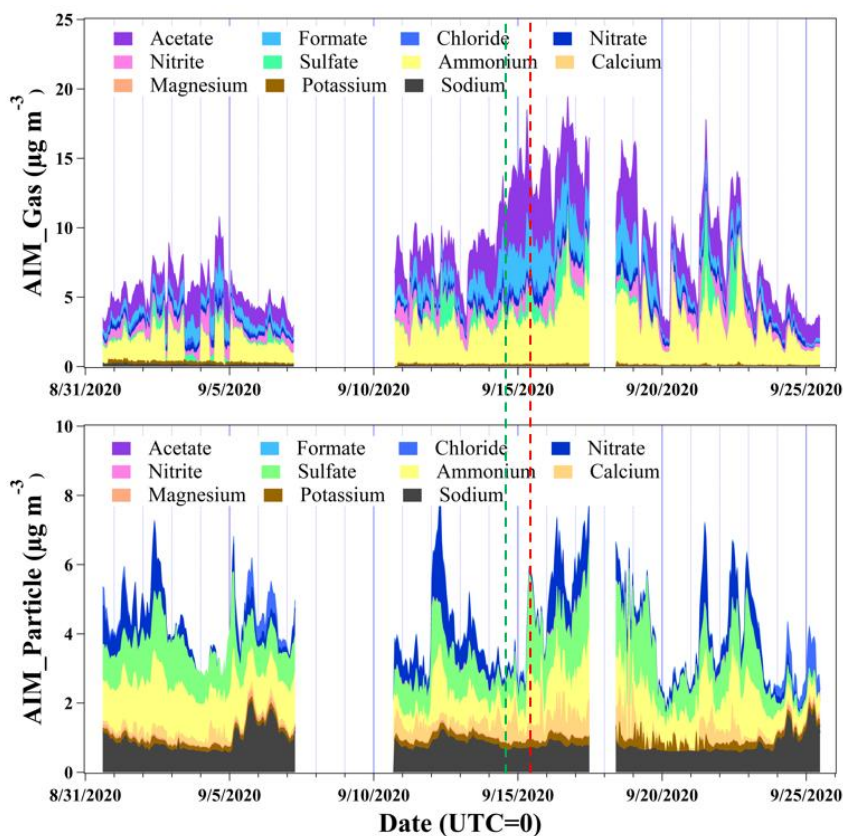 25
Acetate Formate Chloride Nitrate
Nitrite Sulfate Ammonium Calcium
20
Magnesium Potassium Sodium
15
AIM_Gas (μg m⁻³)
10
5
0
8/31/2020 9/5/2020 9/10/2020 9/15/2020 9/20/2020 9/25/2020
10
Acetate Formate Chloride Nitrate
Nitrite Sulfate Ammonium Calcium
8
Magnesium Potassium Sodium
6
AIM_Particle (μg m⁻³)
4
2
0
8/31/2020 9/5/2020 9/10/2020 9/15/2020 9/20/2020 9/25/2020
Date (UTC=0)